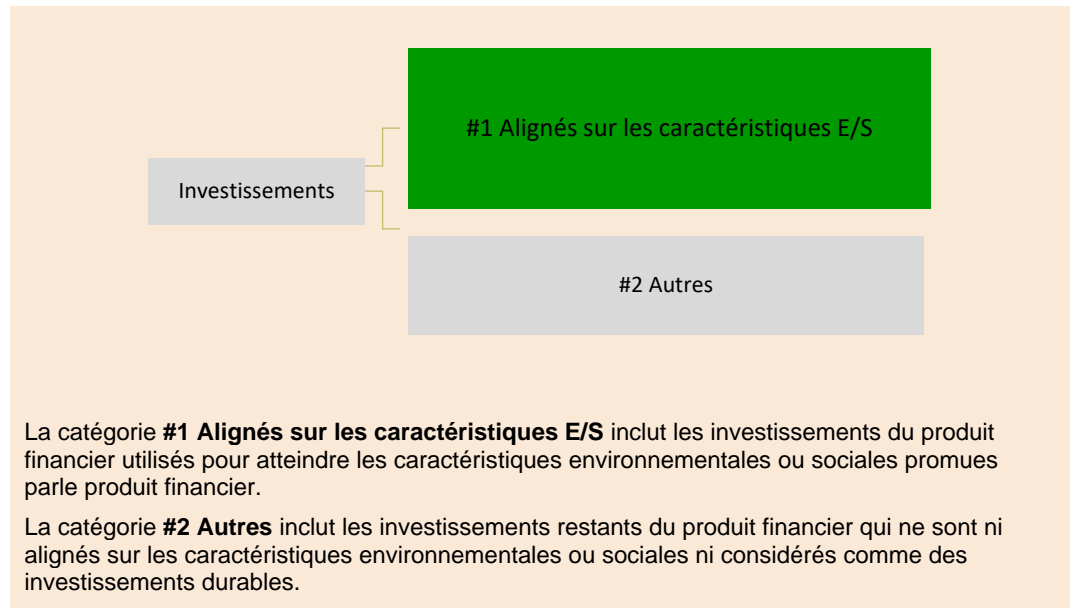 #1 Alignés sur les caractéristiques E/S
Investissements
#2 Autres
La catégorie #1 Alignés sur les caractéristiques E/S inclut les investissements du produit
financier utilisés pour atteindre les caractéristiques environnementales ou sociales promues
parle produit financier.
La catégorie #2 Autres inclut les investissements restants du produit financier qui ne sont ni
alignés sur les caractéristiques environnementales ou sociales ni considérés comme des
investissements durables.